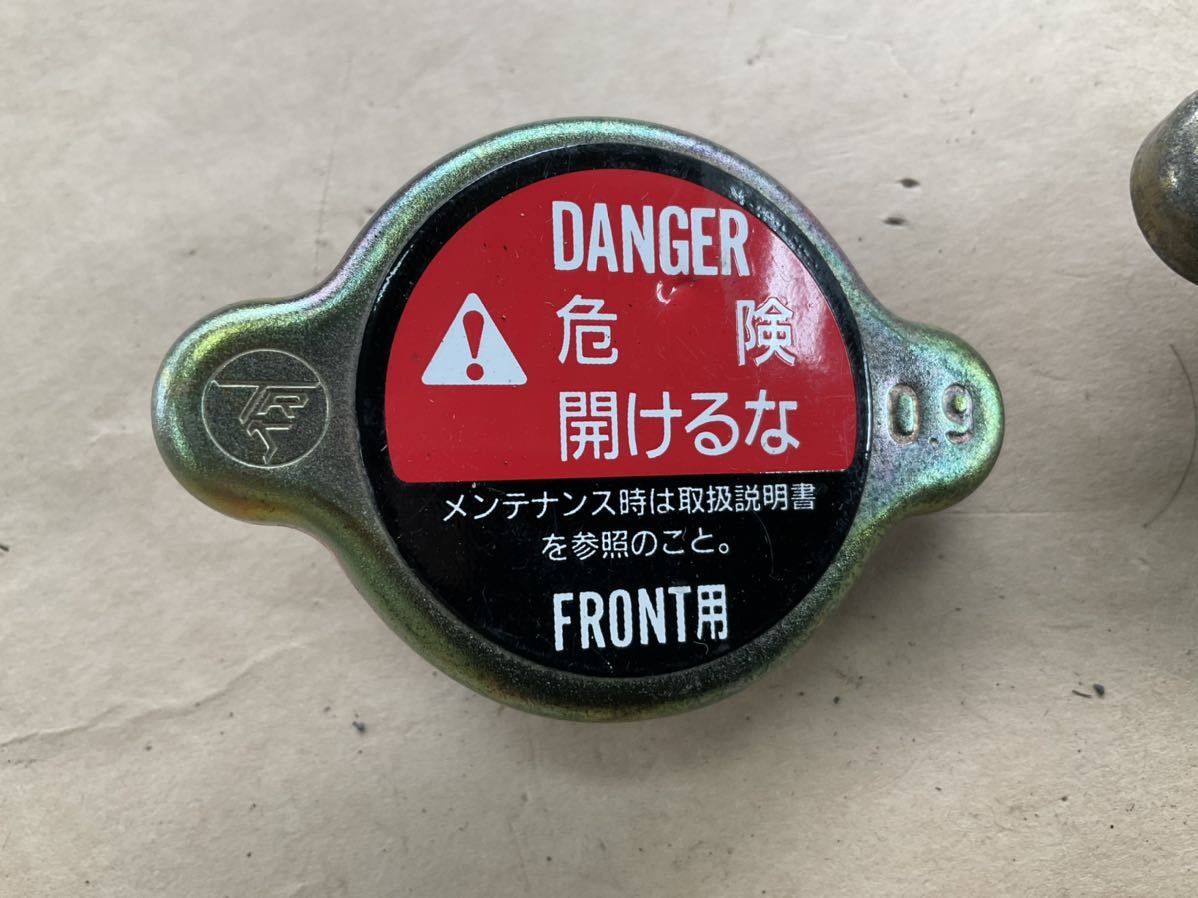 DANGER
危 険
開けるな
メンテナンス時は取扱説明書
を参照のこと。
FRONT用
0.9